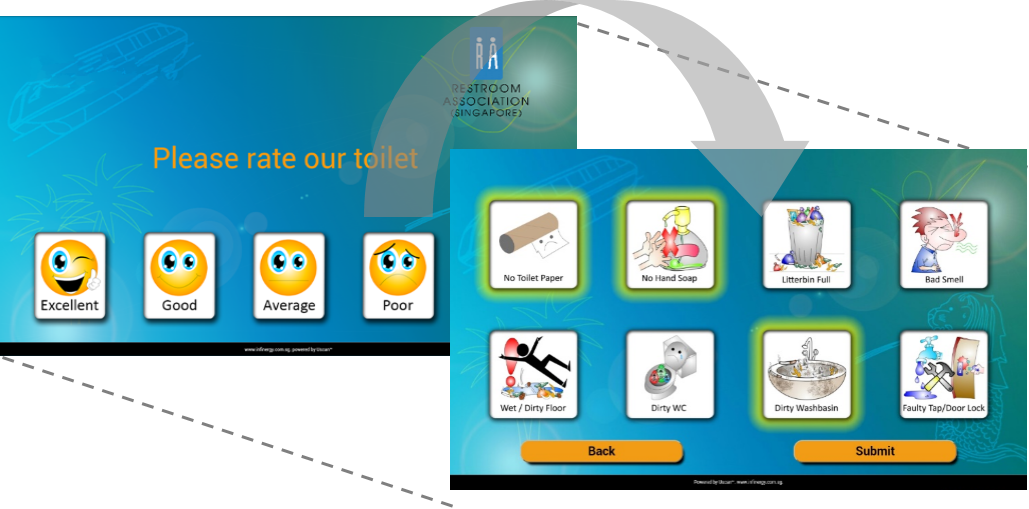 RA
RESTROOM
ASSOCIATION
(SINGAPORE)
Please rate our toilet
Excellent
Good
Average
Poor
www.infinergy.com.sg, powered by Uscan™
No Toilet Paper
No Hand Soap
Litterbin Full
Bad Smell
Wet / Dirty Floor
Dirty WC
Dirty Washbasin
Faulty Tap/Door Lock
Back
Submit
Powered by Uscan™. www.infinergy.com.sg